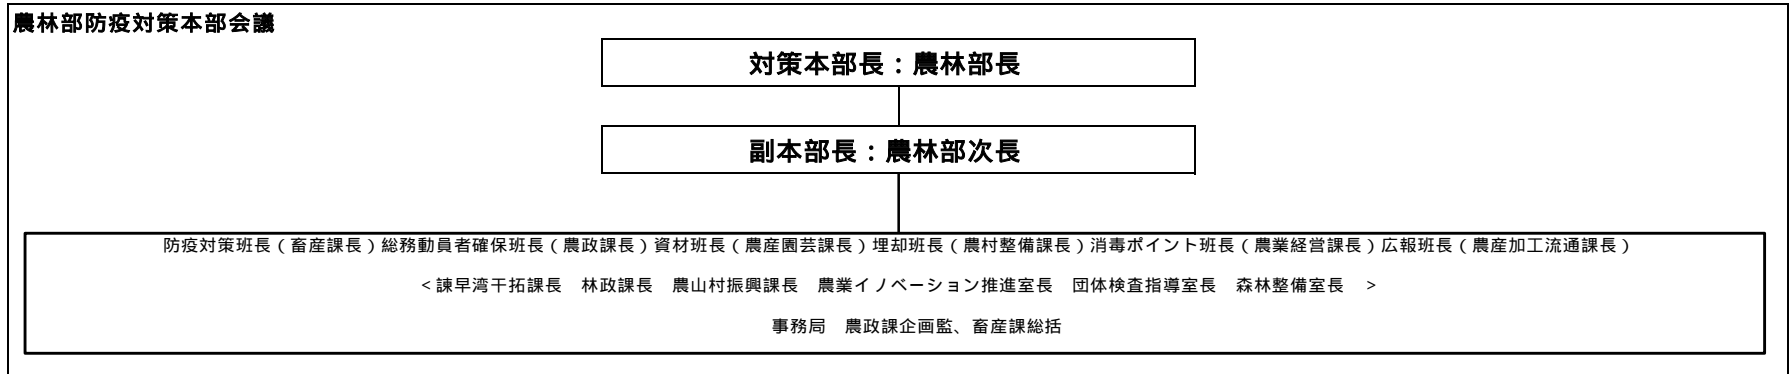 農林部防疫対策本部会議
対策本部長：農林部長
副本部長：農林部次長
防疫対策班長（畜産課長）総務動員者確保班長（農政課長）資材班長（農産園芸課長）埋却班長（農村整備課長）消毒ポイント班長（農業経営課長）広報班長（農産加工流通課長）
＜諫早湾干拓課長　林政課長　農山村振興課長　農業イノベーション推進室長　団体検査指導室長　森林整備室長　＞
事務局　農政課企画監、畜産課総括